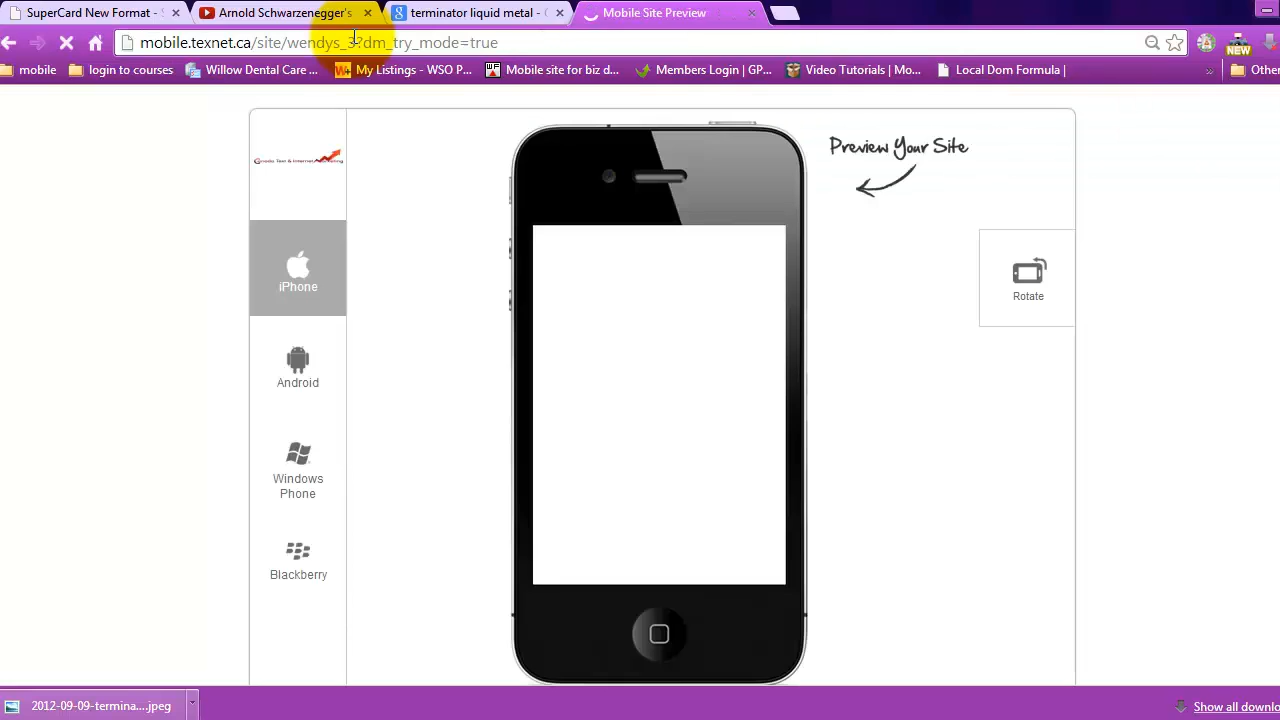 SuperCard New Format - S
Arnold Schwarzenegger's
terminator liquid metal - G
Mobile Site Preview
mobile.texnet.ca/site/wendys_3?dm_try_mode=true
mobile
login to courses
Willow Dental Care ...
My Listings - WSO P...
Mobile site for biz d...
Members Login | GP...
Video Tutorials | Mo...
Local Dom Formula |
»
Other
NEW
Preview Your Site
iPhone
Rotate
Android
Windows
Phone
Blackberry
2012-09-09-termina....jpeg
Show all downlo